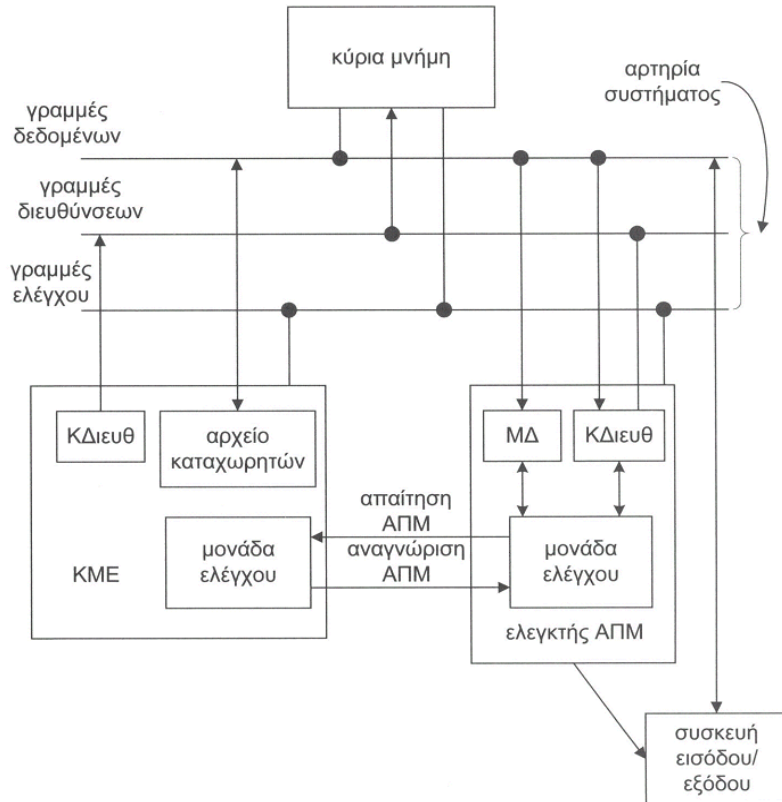 κύρια μνήμη
αρτηρία
συστήματος
γραμμές
δεδομένων
γραμμές
διευθύνσεων
γραμμές
ελέγχου
ΚΔιευθ
αρχείο
καταχωρητών
ΜΔ
ΚΔιευθ
απαίτηση
ΑΠΜ
αναγνώριση
ΑΠΜ
μονάδα
ελέγχου
ΚΜΕ
μονάδα
ελέγχου
ελεγκτής ΑΠΜ
συσκευή
εισόδου/
εξόδου